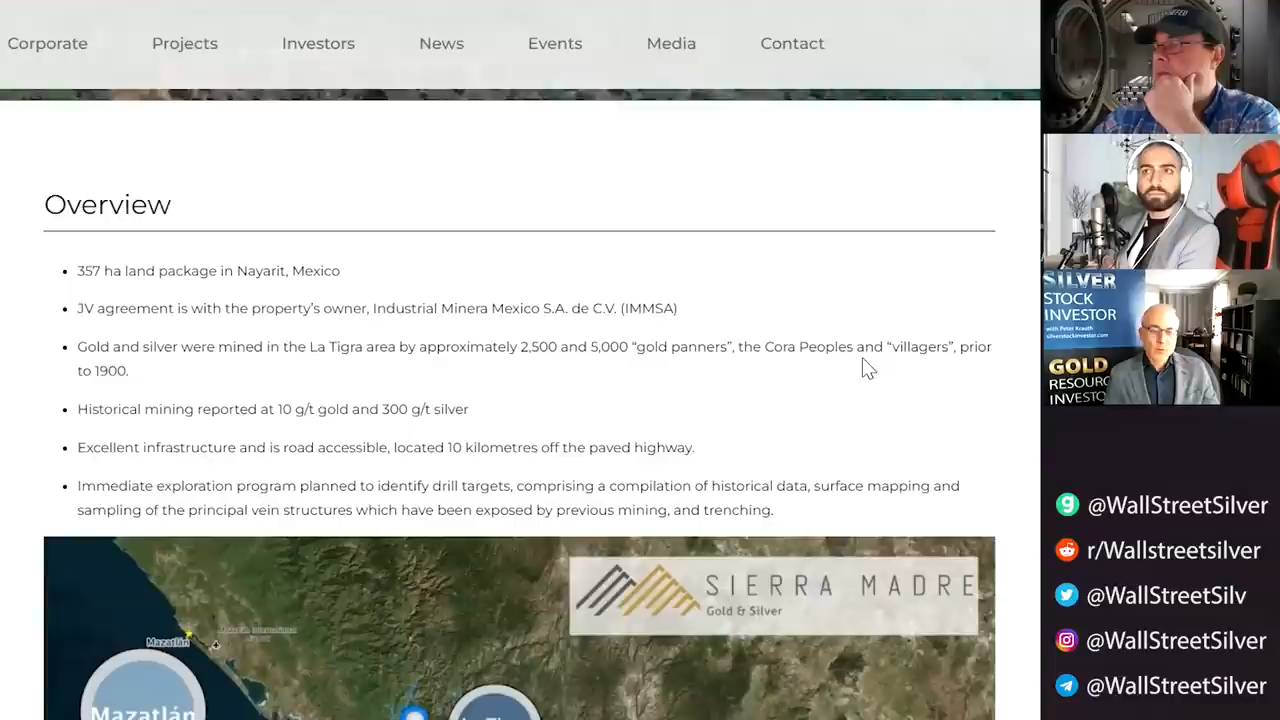 Corporate Projects Investors News Events Media Contact
Overview
357 ha land package in Nayarit, Mexico
JV agreement is with the property's owner, Industrial Minera Mexico S.A. de C.V. (IMMSA)
Gold and silver were mined in the La Tigra area by approximately 2,500 and 5,000 “gold panners”, the Cora Peoples and “villagers”, prior
to 1900.
Historical mining reported at 10 g/t gold and 300 g/t silver
Excellent infrastructure and is road accessible, located 10 kilometres off the paved highway.
Immediate exploration program planned to identify drill targets, comprising a compilation of historical data, surface mapping and
sampling of the principal vein structures which have been exposed by previous mining, and trenching.
SIERRA MADRE
Gold & Silver
Mazatlán
Mazatlán
SILVER
STOCK
INVESTOR
with Peter Krauth
silverstockinvestor.com
GOLD
RESOURC
INVESTO
@WallStreetSilver
r/Wallstreetsilver
@WallStreetSilv
@WallStreetSilver
@WallStreetSilver